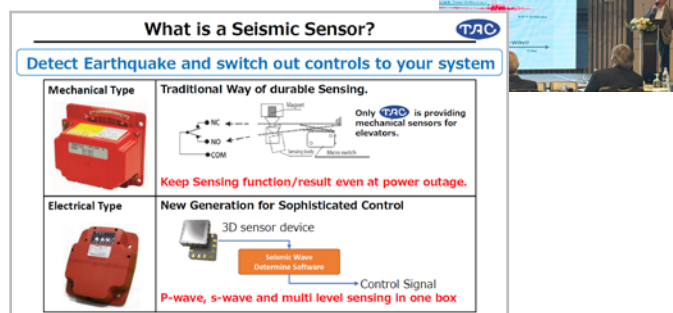 What is a Seismic Sensor?
TAC
Detect Earthquake and switch out controls to your system
Mechanical Type
Traditional Way of durable Sensing.
Magnet
NC
NO
COM
Sensing body
Macro switch
Only TAC is providing
mechanical sensors for
elevators.
Keep Sensing function/result even at power outage.
Electrical Type
New Generation for Sophisticated Control
3D sensor device
Seismic Wave
Determine Software
Control Signal
P-wave, s-wave and multi level sensing in one box
-wave